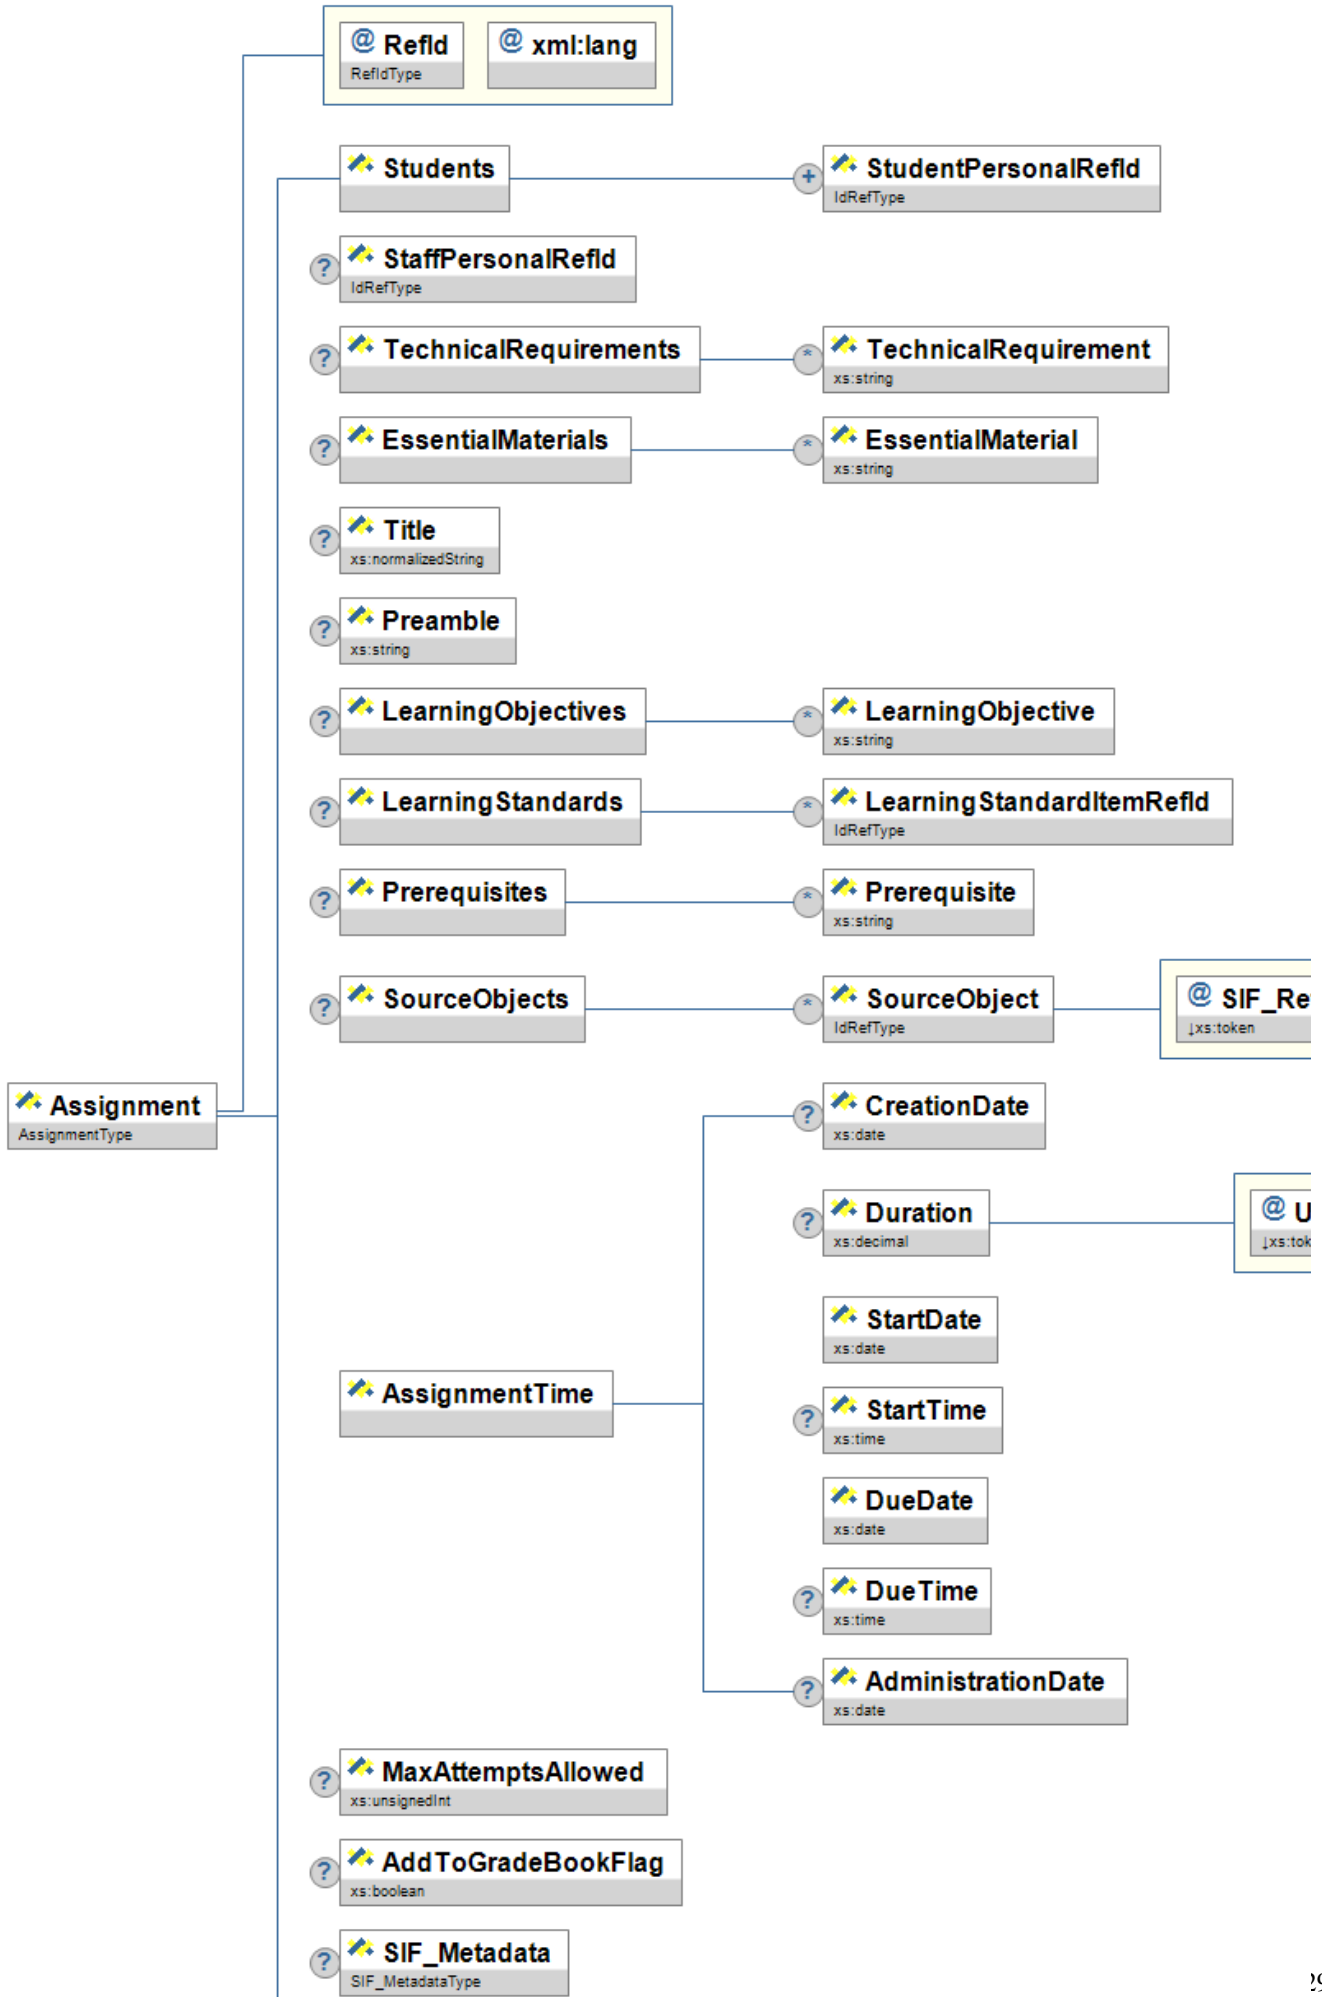 @ RefId @ xml:lang
RefIdType
Students + StudentPersonalRefId
IdRefType
? StaffPersonalRefId
IdRefType
? TechnicalRequirements * TechnicalRequirement
xs:string
? EssentialMaterials * EssentialMaterial
xs:string
? Title
xs:normalizedString
? Preamble
xs:string
? LearningObjectives * LearningObjective
xs:string
? LearningStandards * LearningStandardItemRefId
IdRefType
? Prerequisites * Prerequisite
xs:string
? SourceObjects * SourceObject @ SIF_Re
IdRefType ↓xs:token
Assignment ? CreationDate
AssignmentType xs:date
? Duration @ U
xs:decimal ↓xs:tok
StartDate
xs:date
AssignmentTime ? StartTime
xs:time
DueDate
xs:date
? DueTime
xs:time
? AdministrationDate
xs:date
? MaxAttemptsAllowed
xs:unsignedInt
? AddToGradeBookFlag
xs:boolean
? SIF_Metadata
SIF_MetadataType